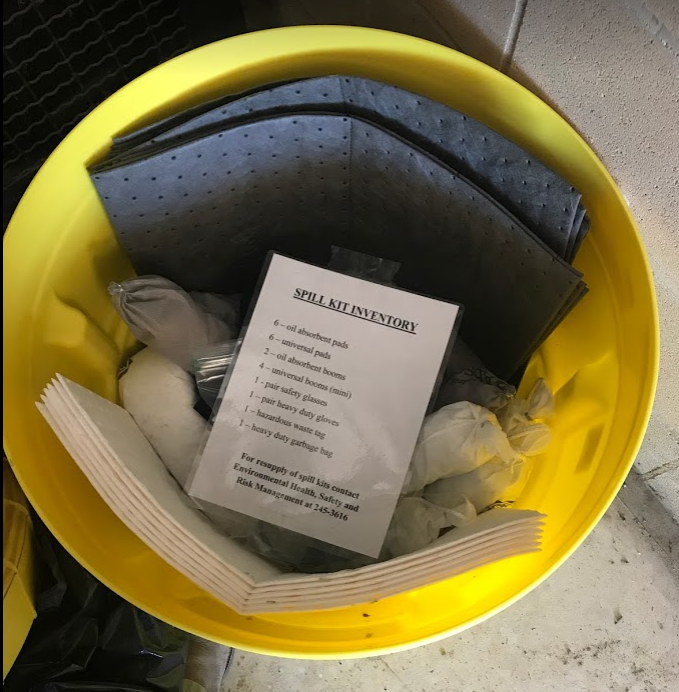 SPILL KIT INVENTORY
6 – oil absorbent pads
6 – universal pads
2 – oil absorbent booms
4 – universal booms (mini)
1 - pair safety glasses
1 – pair heavy duty gloves
1 – hazardous waste tag
1 – heavy duty garbage bag
For resupply of spill kits contact
Environmental Health, Safety and
Risk Management at 245-3616